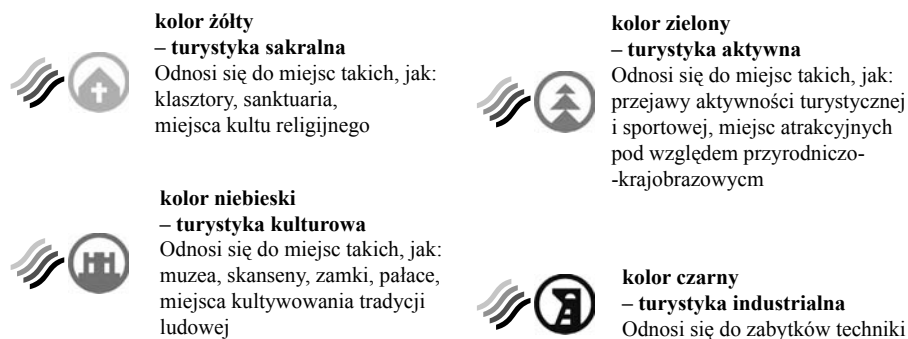 kolor żółty
– turystyka sakralna
Odnosi się do miejsc takich, jak:
klasztory, sanktuaria,
miejsca kultu religijnego
kolor zielony
– turystyka aktywna
Odnosi się do miejsc takich, jak:
przejawy aktywności turystycznej
i sportowej, miejsc atrakcyjnych
pod względem przyrodniczo-
-krajobrazowycm
kolor niebieski
– turystyka kulturowa
Odnosi się do miejsc takich, jak:
muzea, skanseny, zamki, pałace,
miejsca kultywowania tradycji
ludowej
kolor czarny
– turystyka industrialna
Odnosi się do zabytków techniki